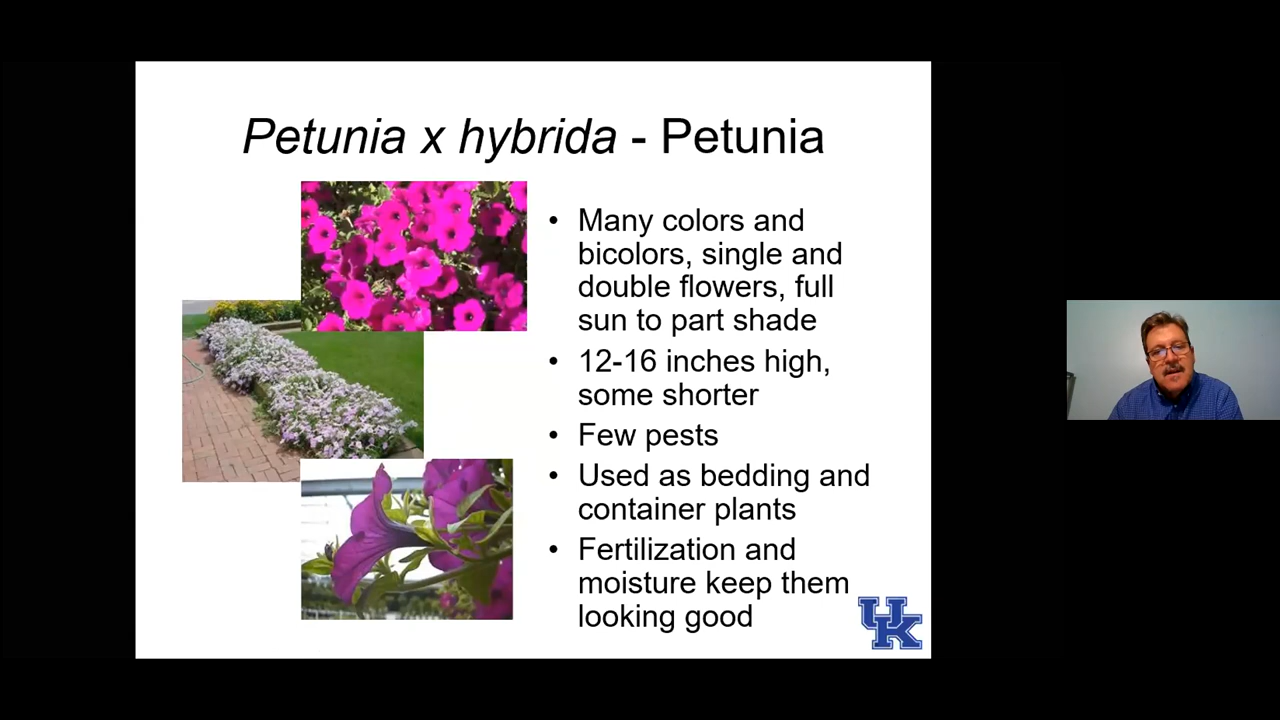 Petunia x hybrida - Petunia
• Many colors and
bicolors, single and
double flowers, full
sun to part shade
• 12-16 inches high,
some shorter
• Few pests
• Used as bedding and
container plants
• Fertilization and
moisture keep them
looking good
UK